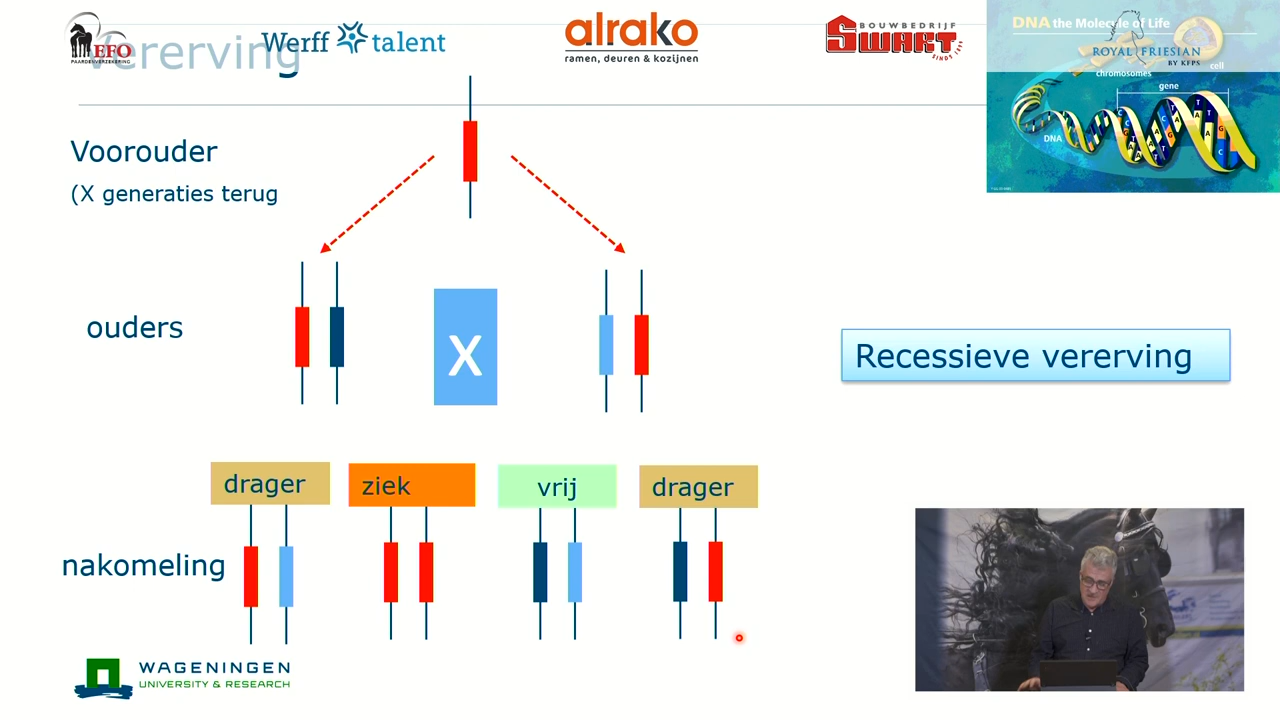 Vererving
EFO
PAARDENVERZEKERING
Werff talent
alrako
ramen, deuren & kozijnen
BOUWBEDRIJF
SWART
SINDS 1895
DNA the Molecule of Life
ROYAL FRIESIAN
BY KFPS
cell
chromosomes
gene
DNA
Voorouder
(X generaties terug
ouders
X
Recessieve vererving
drager
ziek
vrij
drager
nakomeling
WAGENINGEN
UNIVERSITY & RESEARCH